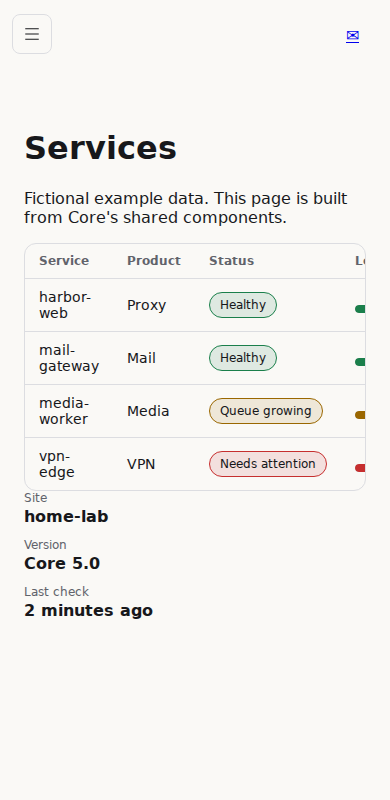 Services
Fictional example data. This page is built
from Core's shared components.
Service Product Status
harbor-
web
Proxy
Healthy
mail-
gateway
Mail
Healthy
media-
worker
Media
Queue growing
vpn-
edge
VPN
Needs attention
Site
home-lab
Version
Core 5.0
Last check
2 minutes ago